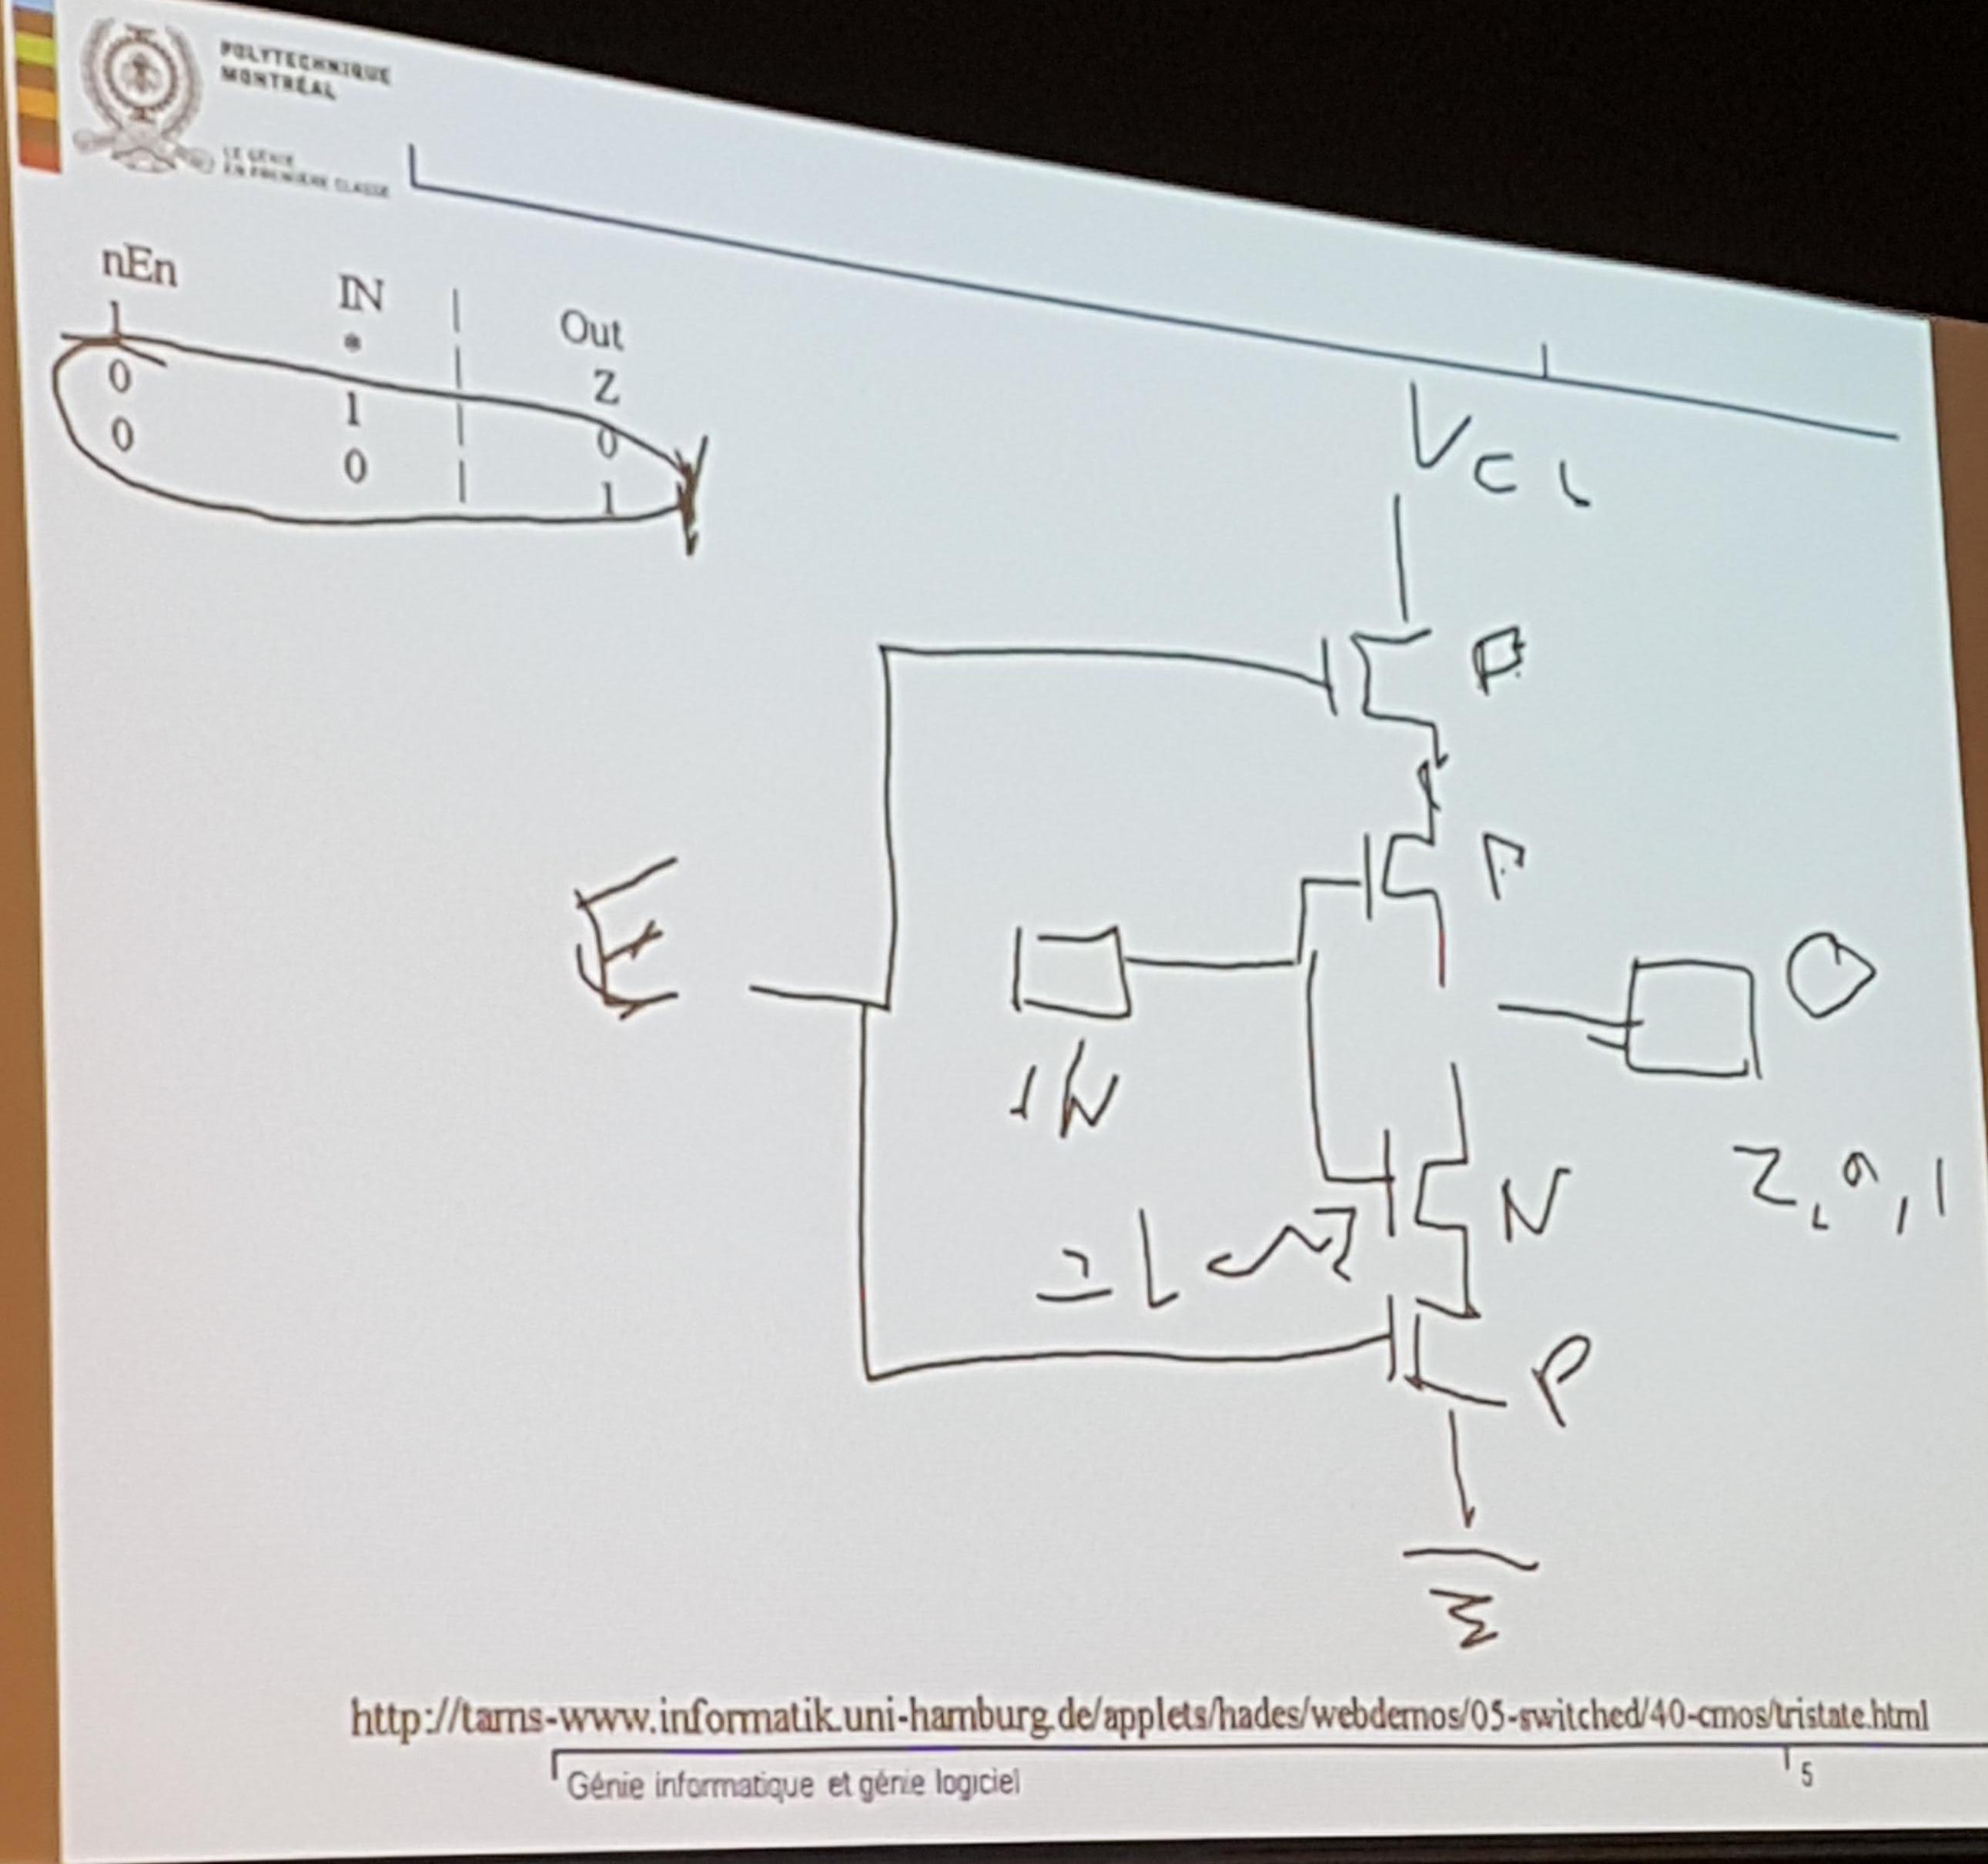 POLYTECHNIQUE
MONTRÉAL
LE GÉNIE
EN PREMIÈRE CLASSE
nEn IN | Out
1 * | Z
0 1 | 0
0 0 | 1
Vcc
P
P
E
IN
O
Z, 0, 1
N
P
http://tams-www.informatik.uni-hamburg.de/applets/hades/webdemos/05-switched/40-cmos/tristate.html
Génie informatique et génie logiciel
5